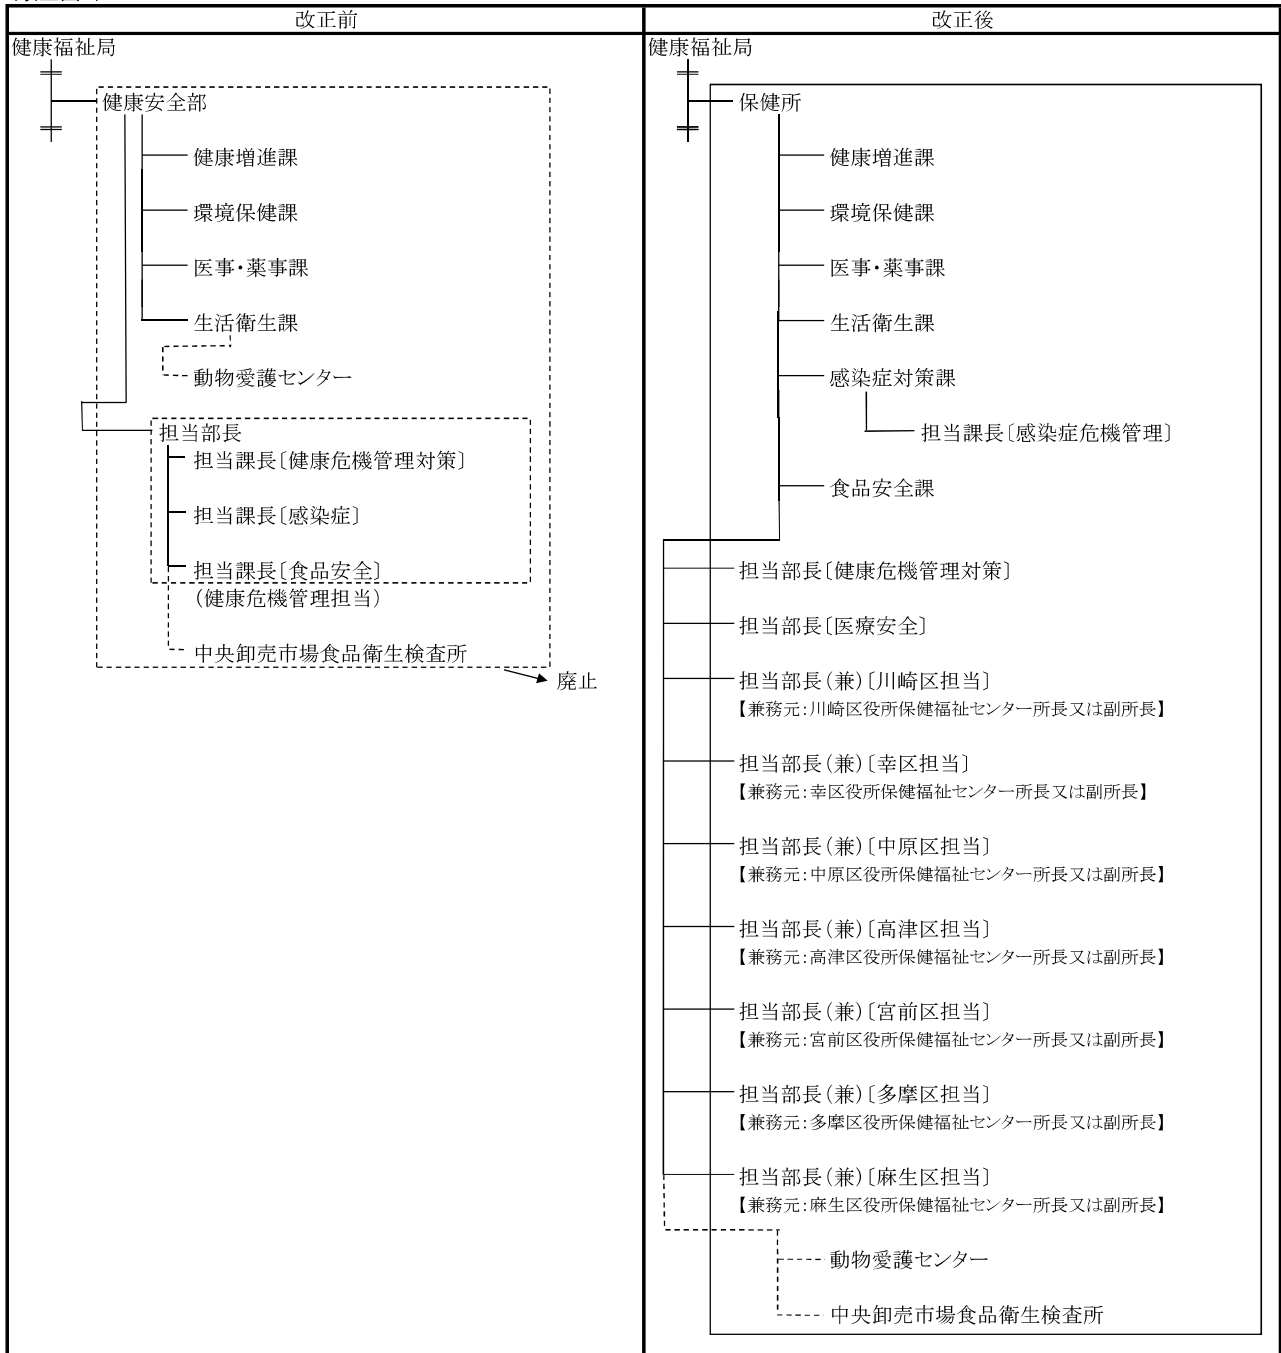 改正前
健康福祉局
健康安全部
健康増進課
環境保健課
医事・薬事課
生活衛生課
動物愛護センター
担当部長
担当課長〔健康危機管理対策〕
担当課長〔感染症〕
担当課長〔食品安全〕
(健康危機管理担当)
中央卸売市場食品衛生検査所
廃止
改正後
健康福祉局
保健所
健康増進課
環境保健課
医事・薬事課
生活衛生課
感染症対策課
担当課長〔感染症危機管理〕
食品安全課
担当部長〔健康危機管理対策〕
担当部長〔医療安全〕
担当部長(兼)〔川崎区担当〕
【兼務元:川崎区役所保健福祉センター所長又は副所長】
担当部長(兼)〔幸区担当〕
【兼務元:幸区役所保健福祉センター所長又は副所長】
担当部長(兼)〔中原区担当〕
【兼務元:中原区役所保健福祉センター所長又は副所長】
担当部長(兼)〔高津区担当〕
【兼務元:高津区役所保健福祉センター所長又は副所長】
担当部長(兼)〔宮前区担当〕
【兼務元:宮前区役所保健福祉センター所長又は副所長】
担当部長(兼)〔多摩区担当〕
【兼務元:多摩区役所保健福祉センター所長又は副所長】
担当部長(兼)〔麻生区担当〕
【兼務元:麻生区役所保健福祉センター所長又は副所長】
動物愛護センター
中央卸売市場食品衛生検査所